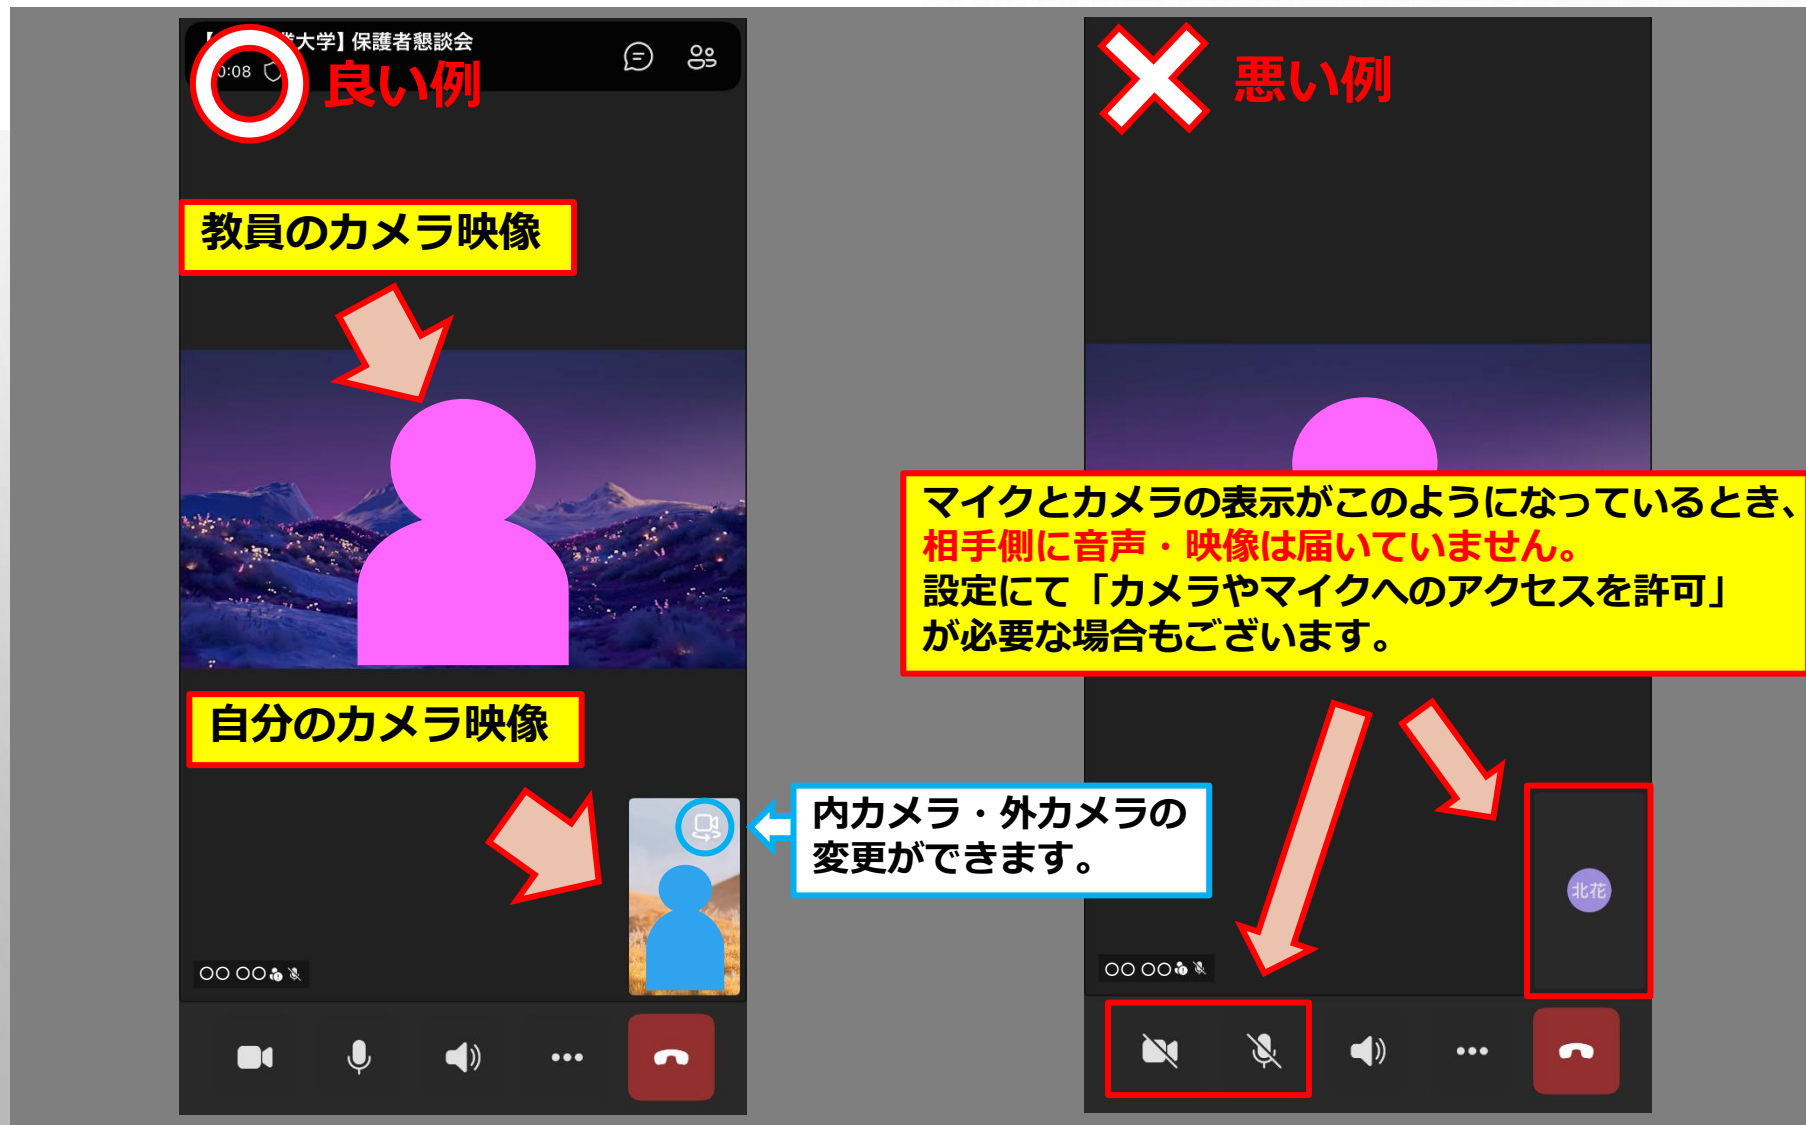 大学】保護者懇談会
:08
良い例
教員のカメラ映像
自分のカメラ映像
内カメラ・外カメラの
変更ができます。
〇〇 〇〇
悪い例
マイクとカメラの表示がこのようになっているとき、
相手側に音声・映像は届いていません。
設定にて「カメラやマイクへのアクセスを許可」
が必要な場合もございます。
北花
〇〇 〇〇